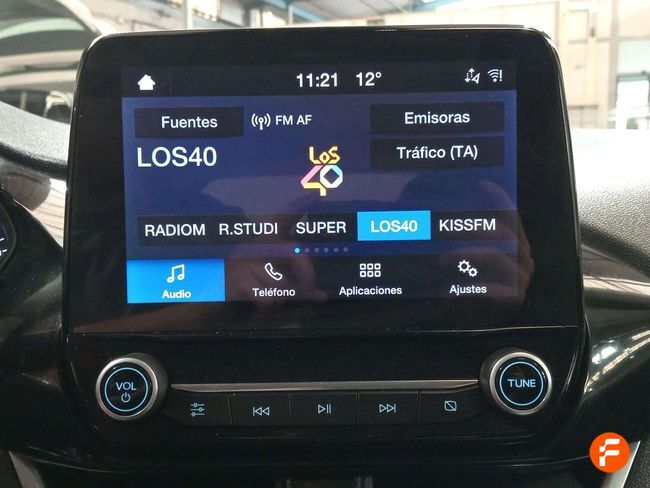 11:21 12°
Fuentes
FM AF
Emisoras
LOS40
LOS 40
Tráfico (TA)
RADIOM R.STUDI SUPER LOS40 KISSFM
Audio Teléfono Aplicaciones Ajustes
VOL
TUNE